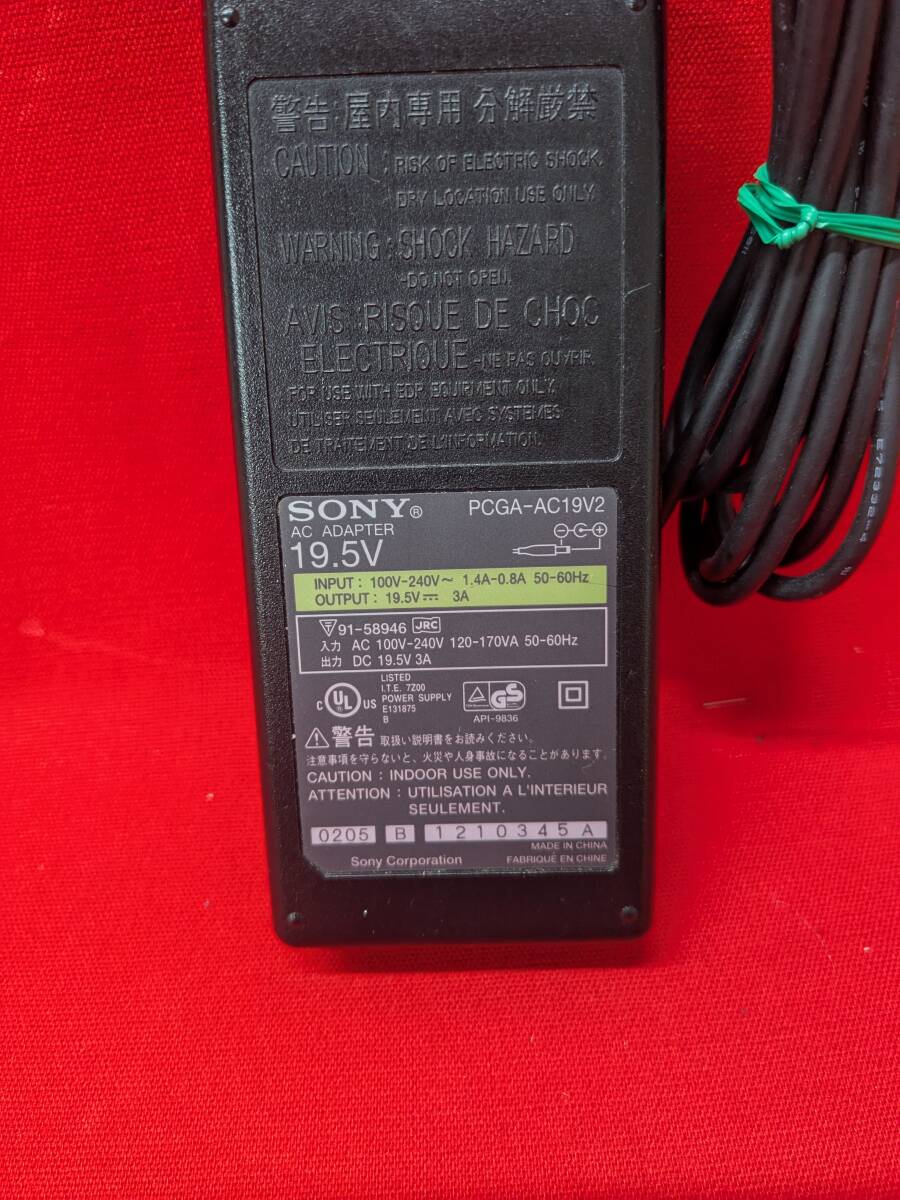 警告:屋内専用 分解厳禁
CAUTION : RISK OF ELECTRIC SHOCK.
DRY LOCATION USE ONLY.
WARNING : SHOCK HAZARD
-DO NOT OPEN.
AVIS : RISQUE DE CHOC
ELECTRIQUE -NE PAS OUVRIR.
FOR USE WITH EDP EQUIPMENT ONLY.
UTILISER SEULEMENT AVEC SYSTEMES
DE TRAITEMENT DE L'INFORMATION.
SONY® PCGA-AC19V2
AC ADAPTER
19.5V
INPUT : 100V-240V~ 1.4A-0.8A 50-60Hz
OUTPUT : 19.5V⎓ 3A
91-58946 JRC
入力 AC 100V-240V 120-170VA 50-60Hz
出力 DC 19.5V 3A
C UL US
LISTED
I.T.E. 7Z00
POWER SUPPLY
E131875
B
GS
API-9836
⚠警告 取扱い説明書をお読みください。
注意事項を守らないと、火災や人身事故になることがあります。
CAUTION : INDOOR USE ONLY.
ATTENTION : UTILISATION A L'INTERIEUR
SEULEMENT.
0205 B 1210345A
MADE IN CHINA
Sony Corporation FABRIQUÉ EN CHINE
E72392-4